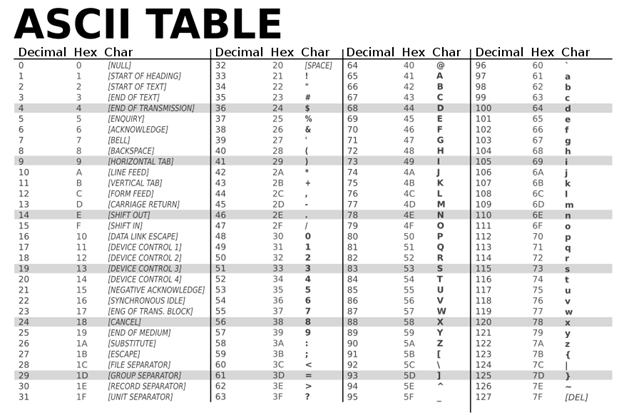 ASCII TABLE
Decimal Hex Char Decimal Hex Char Decimal Hex Char Decimal Hex Char
0 0 [NULL] 32 20 [SPACE] 64 40 @ 96 60 `
1 1 [START OF HEADING] 33 21 ! 65 41 A 97 61 a
2 2 [START OF TEXT] 34 22 " 66 42 B 98 62 b
3 3 [END OF TEXT] 35 23 # 67 43 C 99 63 c
4 4 [END OF TRANSMISSION] 36 24 $ 68 44 D 100 64 d
5 5 [ENQUIRY] 37 25 % 69 45 E 101 65 e
6 6 [ACKNOWLEDGE] 38 26 & 70 46 F 102 66 f
7 7 [BELL] 39 27 ' 71 47 G 103 67 g
8 8 [BACKSPACE] 40 28 ( 72 48 H 104 68 h
9 9 [HORIZONTAL TAB] 41 29 ) 73 49 I 105 69 i
10 A [LINE FEED] 42 2A * 74 4A J 106 6A j
11 B [VERTICAL TAB] 43 2B + 75 4B K 107 6B k
12 C [FORM FEED] 44 2C , 76 4C L 108 6C l
13 D [CARRIAGE RETURN] 45 2D - 77 4D M 109 6D m
14 E [SHIFT OUT] 46 2E . 78 4E N 110 6E n
15 F [SHIFT IN] 47 2F / 79 4F O 111 6F o
16 10 [DATA LINK ESCAPE] 48 30 0 80 50 P 112 70 p
17 11 [DEVICE CONTROL 1] 49 31 1 81 51 Q 113 71 q
18 12 [DEVICE CONTROL 2] 50 32 2 82 52 R 114 72 r
19 13 [DEVICE CONTROL 3] 51 33 3 83 53 S 115 73 s
20 14 [DEVICE CONTROL 4] 52 34 4 84 54 T 116 74 t
21 15 [NEGATIVE ACKNOWLEDGE] 53 35 5 85 55 U 117 75 u
22 16 [SYNCHRONOUS IDLE] 54 36 6 86 56 V 118 76 v
23 17 [ENG OF TRANS. BLOCK] 55 37 7 87 57 W 119 77 w
24 18 [CANCEL] 56 38 8 88 58 X 120 78 x
25 19 [END OF MEDIUM] 57 39 9 89 59 Y 121 79 y
26 1A [SUBSTITUTE] 58 3A : 90 5A Z 122 7A z
27 1B [ESCAPE] 59 3B ; 91 5B [ 123 7B {
28 1C [FILE SEPARATOR] 60 3C < 92 5C \ 124 7C |
29 1D [GROUP SEPARATOR] 61 3D = 93 5D ] 125 7D }
30 1E [RECORD SEPARATOR] 62 3E > 94 5E ^ 126 7E ~
31 1F [UNIT SEPARATOR] 63 3F ? 95 5F _ 127 7F [DEL]